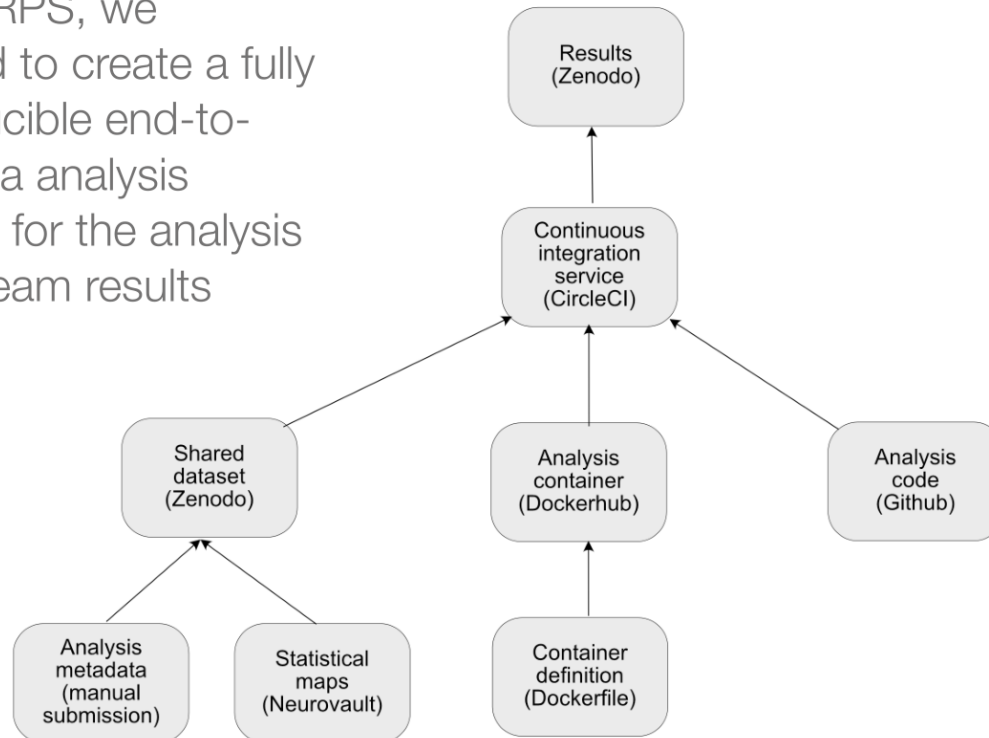 RPS, we
d to create a fully
cible end-to-
a analysis
for the analysis
eam results
Results
(Zenodo)
Continuous
integration
service
(CircleCI)
Shared
dataset
(Zenodo)
Analysis
container
(Dockerhub)
Analysis
code
(Github)
Analysis
metadata
(manual
submission)
Statistical
maps
(Neurovault)
Container
definition
(Dockerfile)